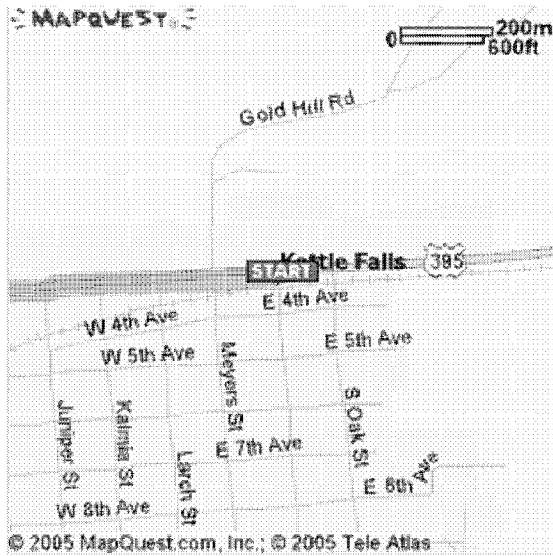 MAPQUEST
200m
0
600ft
Gold Hill Rd
Kettle Falls
395
START
E 4th Ave
W 4th Ave
W 5th Ave
E 5th Ave
Meyers St
Juniper St
Kalmia St
Larch St
S Oak St
E 7th Ave
E 8th Ave
W 8th Ave
© 2005 MapQuest.com, Inc.; © 2005 Tele Atlas